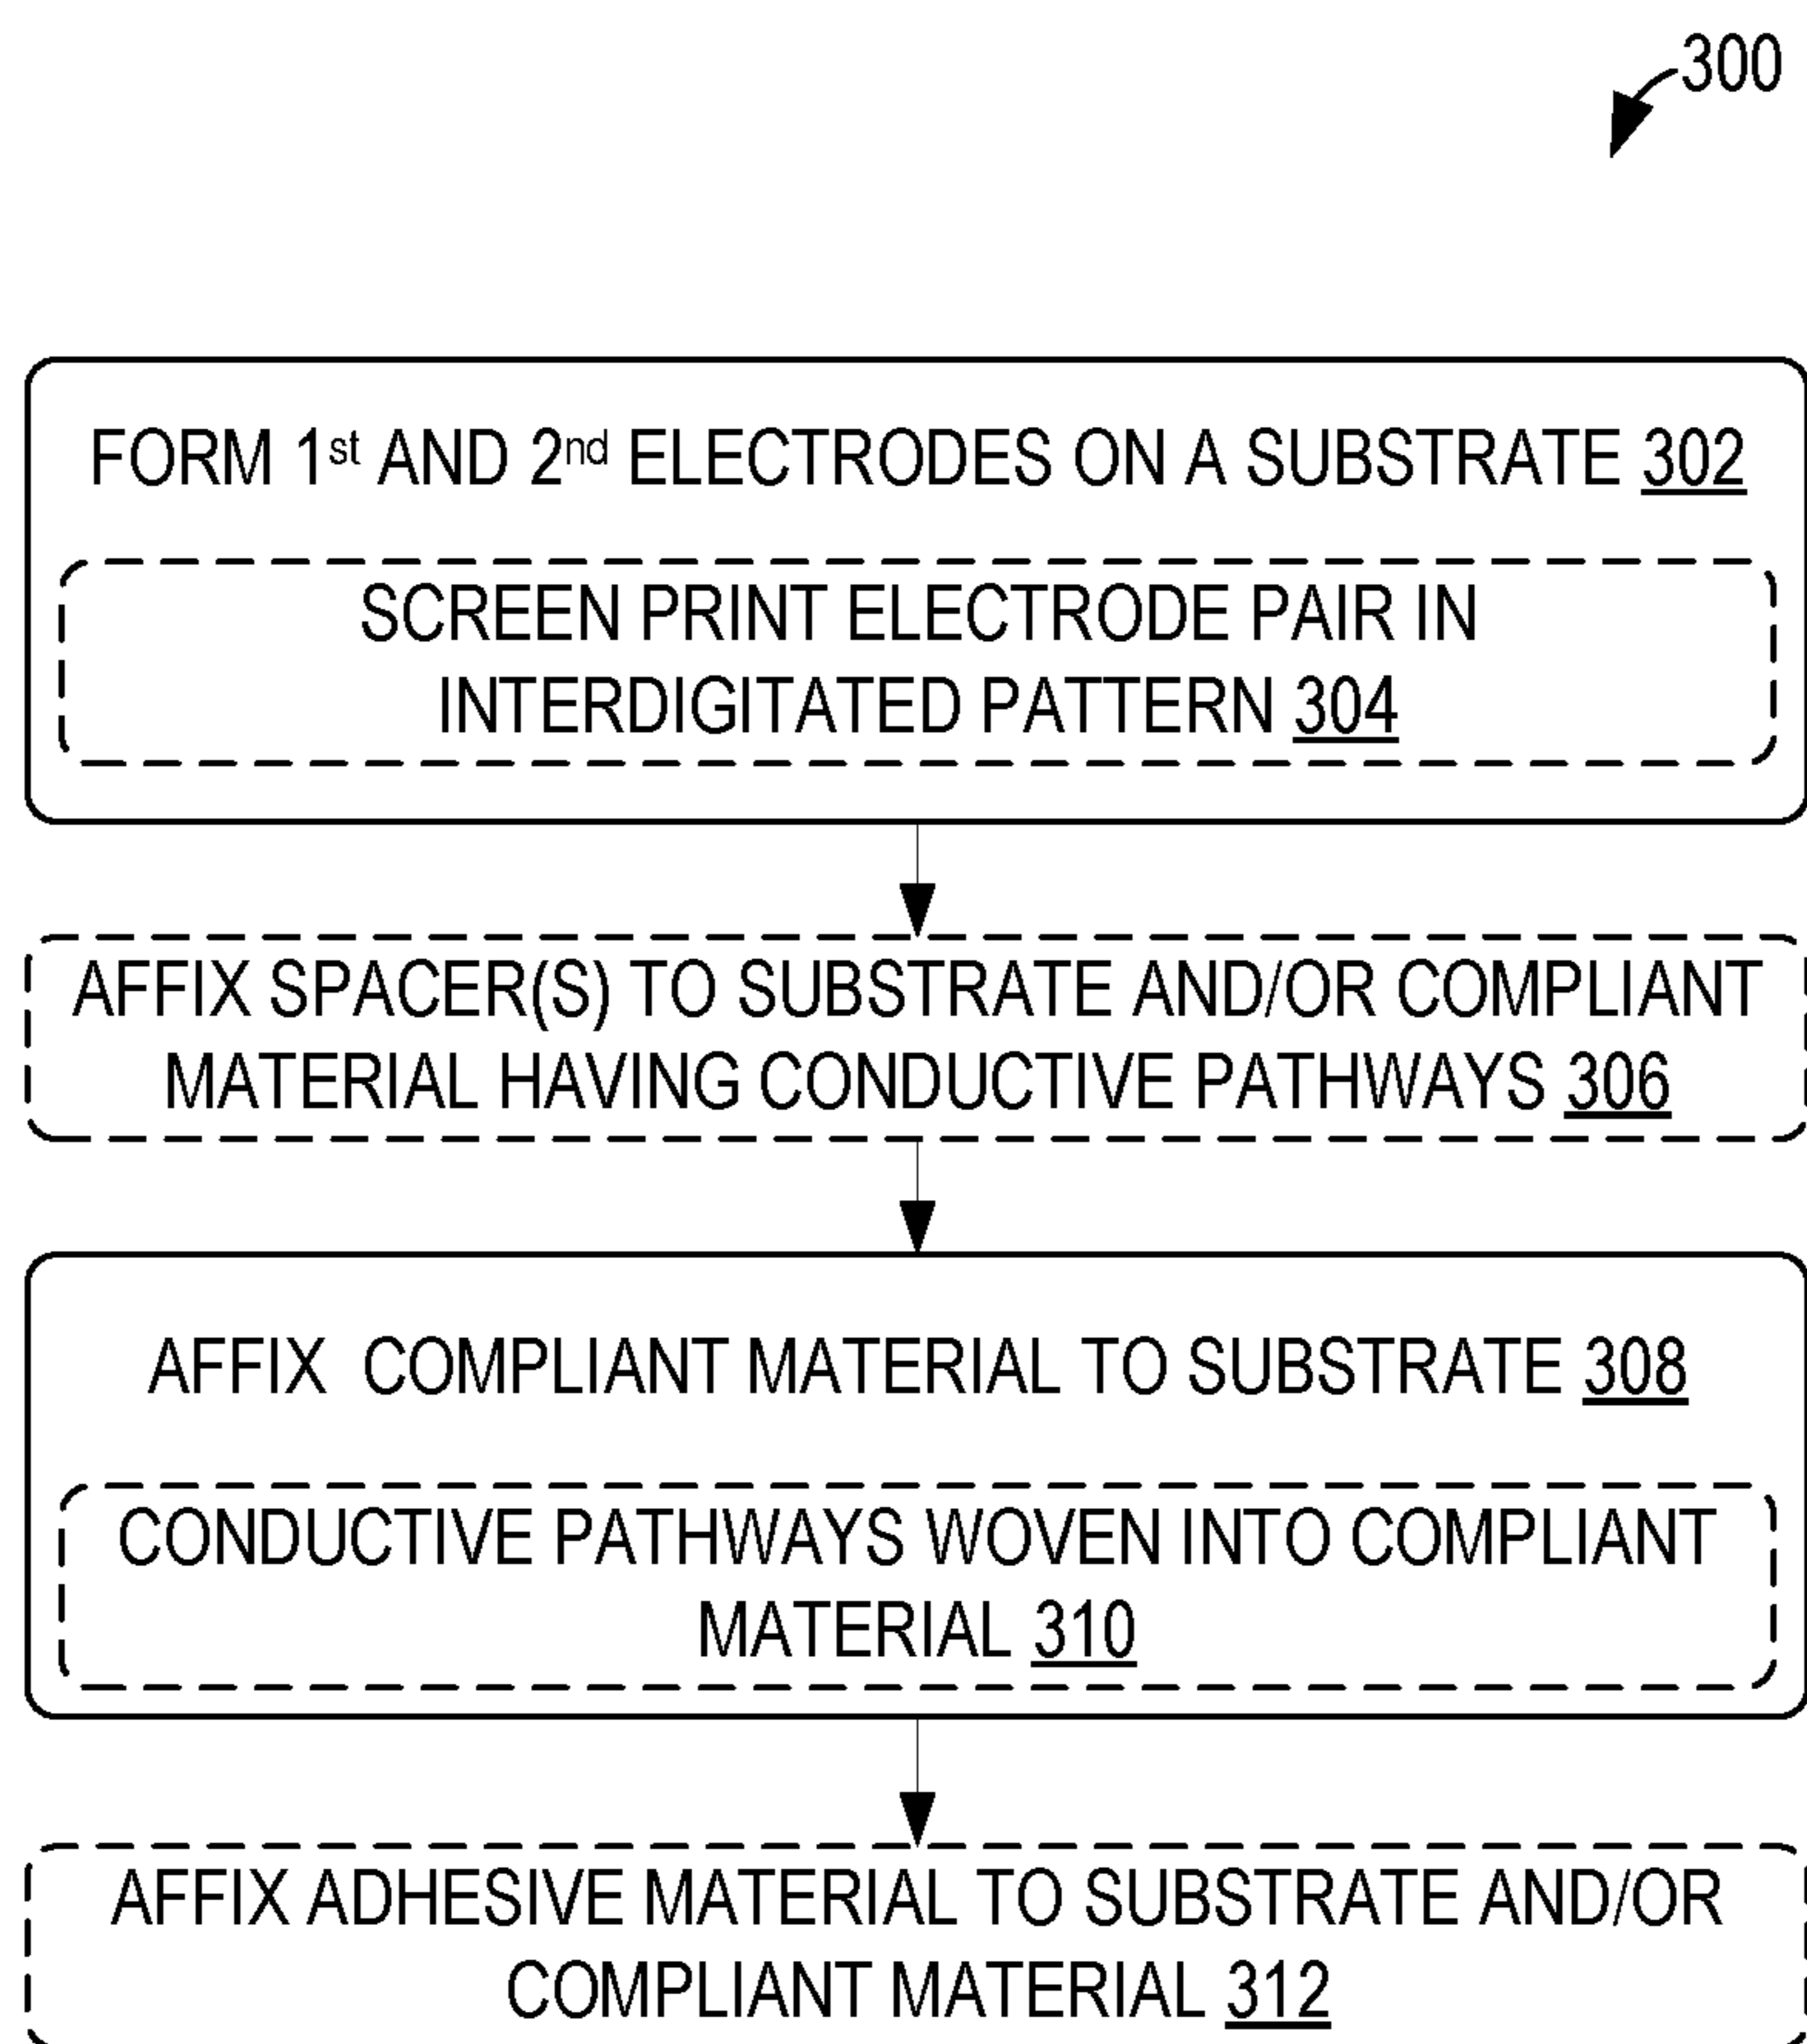 300
FORM 1st AND 2nd ELECTRODES ON A SUBSTRATE 302
SCREEN PRINT ELECTRODE PAIR IN
INTERDIGITATED PATTERN 304
AFFIX SPACER(S) TO SUBSTRATE AND/OR COMPLIANT
MATERIAL HAVING CONDUCTIVE PATHWAYS 306
AFFIX COMPLIANT MATERIAL TO SUBSTRATE 308
CONDUCTIVE PATHWAYS WOVEN INTO COMPLIANT
MATERIAL 310
AFFIX ADHESIVE MATERIAL TO SUBSTRATE AND/OR
COMPLIANT MATERIAL 312